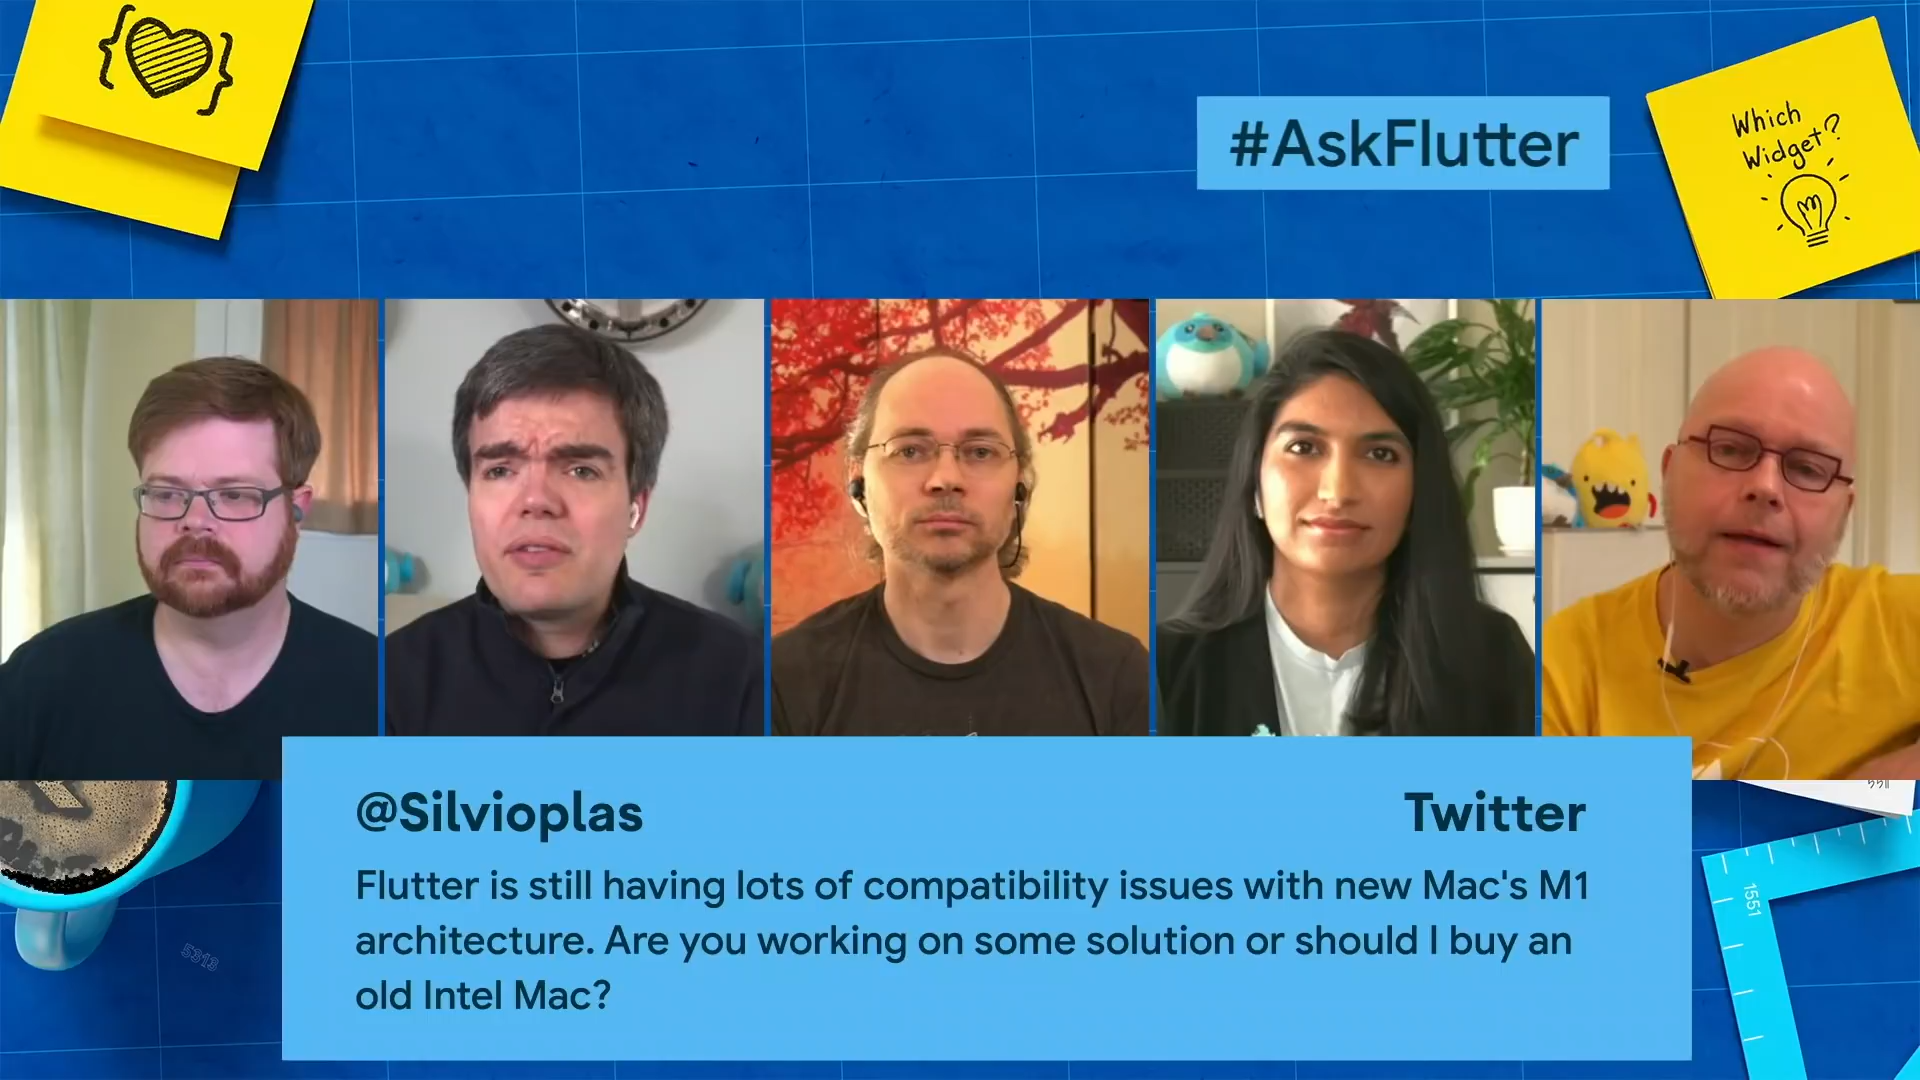 #AskFlutter
Which
Widget?
@Silvioplas
Twitter
Flutter is still having lots of compatibility issues with new Mac's M1
architecture. Are you working on some solution or should I buy an
old Intel Mac?
1551
5513